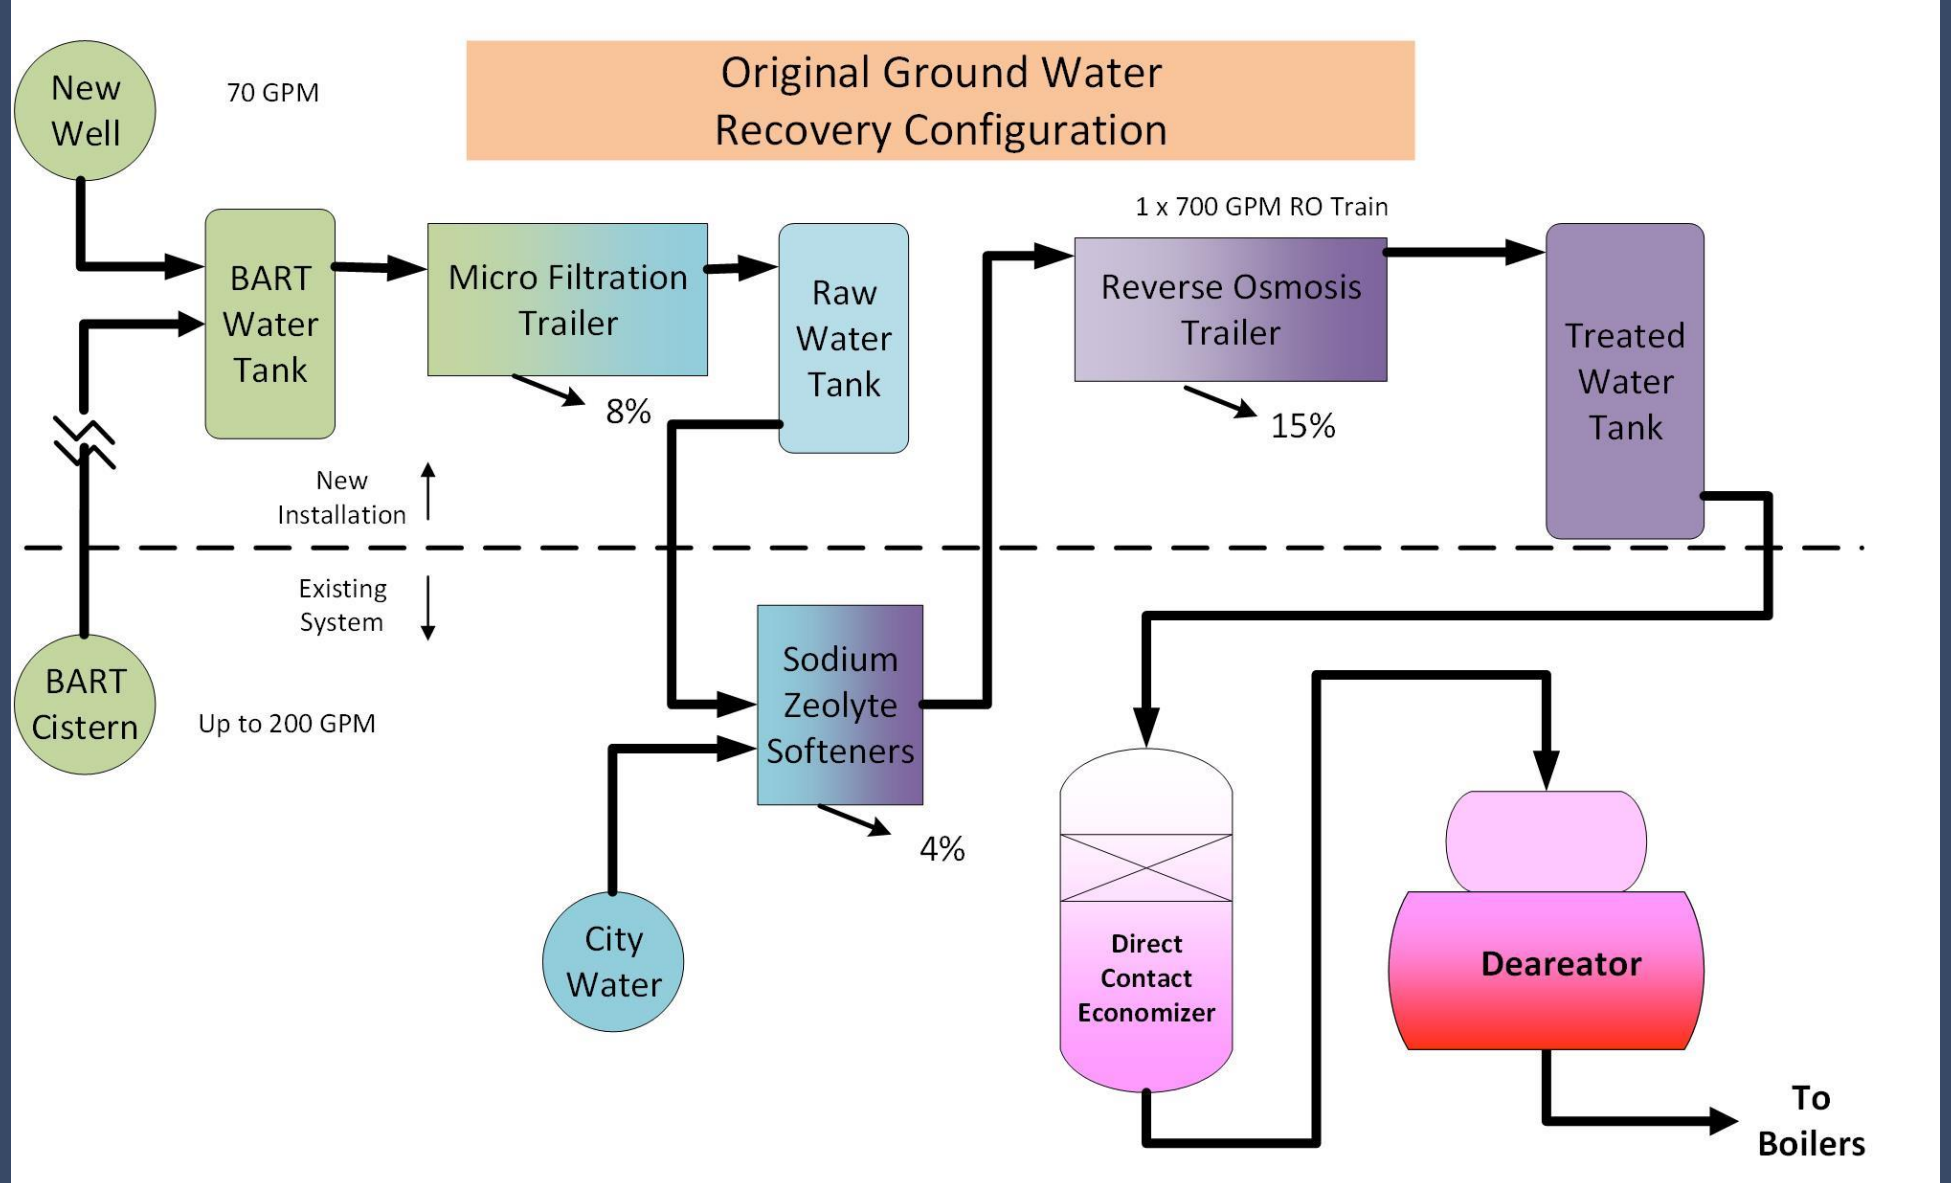 Original Ground Water
Recovery Configuration
New
Well
70 GPM
BART
Water
Tank
Micro Filtration
Trailer
8%
Raw
Water
Tank
1 x 700 GPM RO Train
Reverse Osmosis
Trailer
15%
Treated
Water
Tank
New
Installation
Existing
System
BART
Cistern
Up to 200 GPM
Sodium
Zeolyte
Softeners
4%
City
Water
Direct
Contact
Economizer
Deareator
To
Boilers